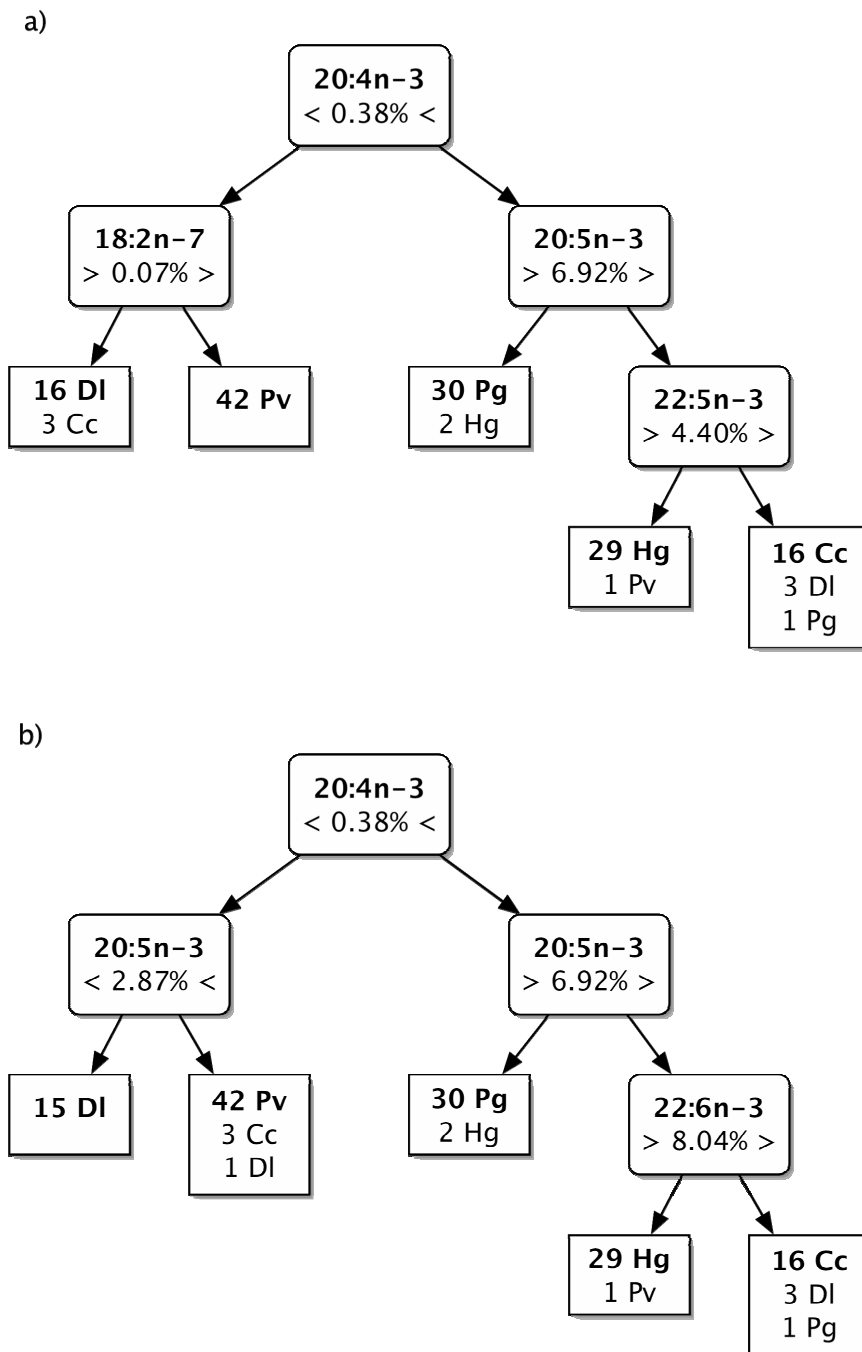 a)
20:4n-3
< 0.38% <
18:2n-7
> 0.07% >
20:5n-3
> 6.92% >
16 Dl
3 Cc
42 Pv
30 Pg
2 Hg
22:5n-3
> 4.40% >
29 Hg
1 Pv
16 Cc
3 Dl
1 Pg
b)
20:4n-3
< 0.38% <
20:5n-3
< 2.87% <
20:5n-3
> 6.92% >
15 Dl
42 Pv
3 Cc
1 Dl
30 Pg
2 Hg
22:6n-3
> 8.04% >
29 Hg
1 Pv
16 Cc
3 Dl
1 Pg